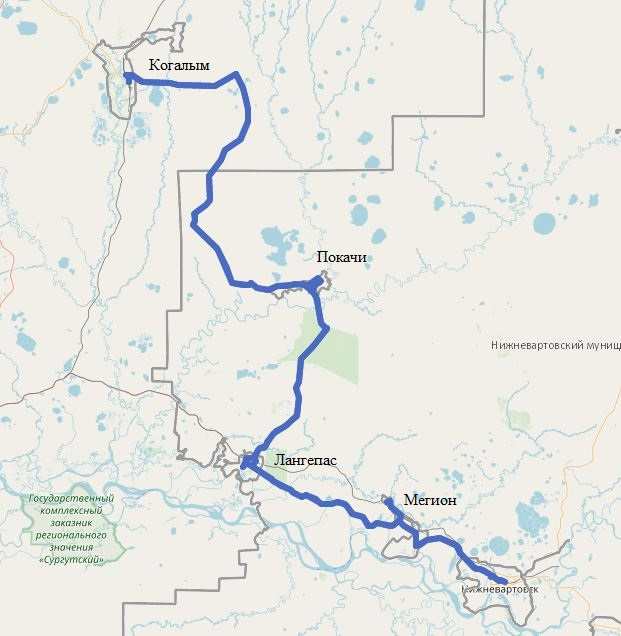 Когалым
Покачи
Нижневартовский муниц
Лангепас
Мегион
Государственный
комплексный
заказник
регионального
значения
«Сургутский»
Нижневартовск